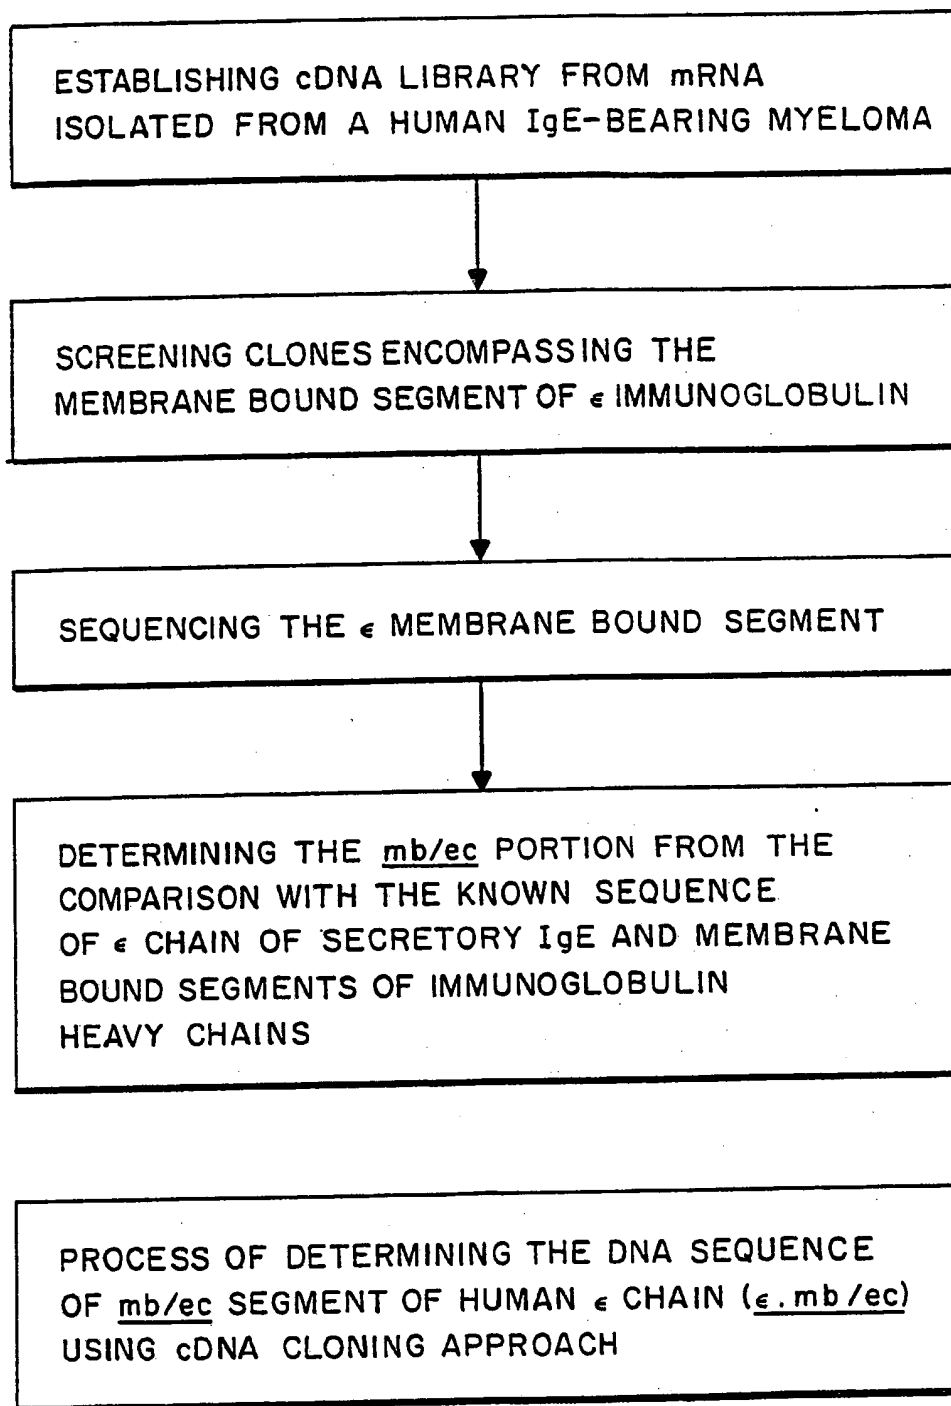 ESTABLISHING cDNA LIBRARY FROM mRNA
ISOLATED FROM A HUMAN IgE-BEARING MYELOMA
SCREENING CLONES ENCOMPASSING THE
MEMBRANE BOUND SEGMENT OF ε IMMUNOGLOBULIN
SEQUENCING THE ε MEMBRANE BOUND SEGMENT
DETERMINING THE mb/ec PORTION FROM THE
COMPARISON WITH THE KNOWN SEQUENCE
OF ε CHAIN OF SECRETORY IgE AND MEMBRANE
BOUND SEGMENTS OF IMMUNOGLOBULIN
HEAVY CHAINS
PROCESS OF DETERMINING THE DNA SEQUENCE
OF mb/ec SEGMENT OF HUMAN ε CHAIN (ε.mb/ec)
USING cDNA CLONING APPROACH